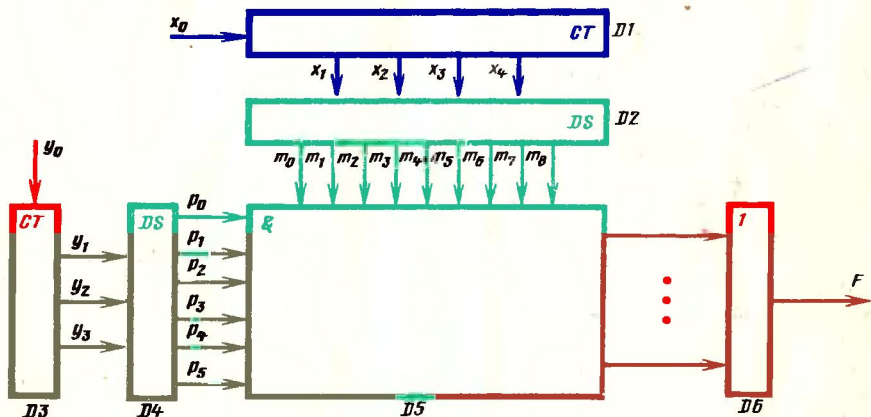 x₀ CT D1
x₁ x₂ x₃ x₄
DS D2
m₀ m₁ m₂ m₃ m₄ m₅ m₆ m₇ m₈
y₀
CT DS p₀ & 1
y₁ p₁
p₂
y₂ p₃ F
y₃ p₄
p₅
D3 D4 D5 D6